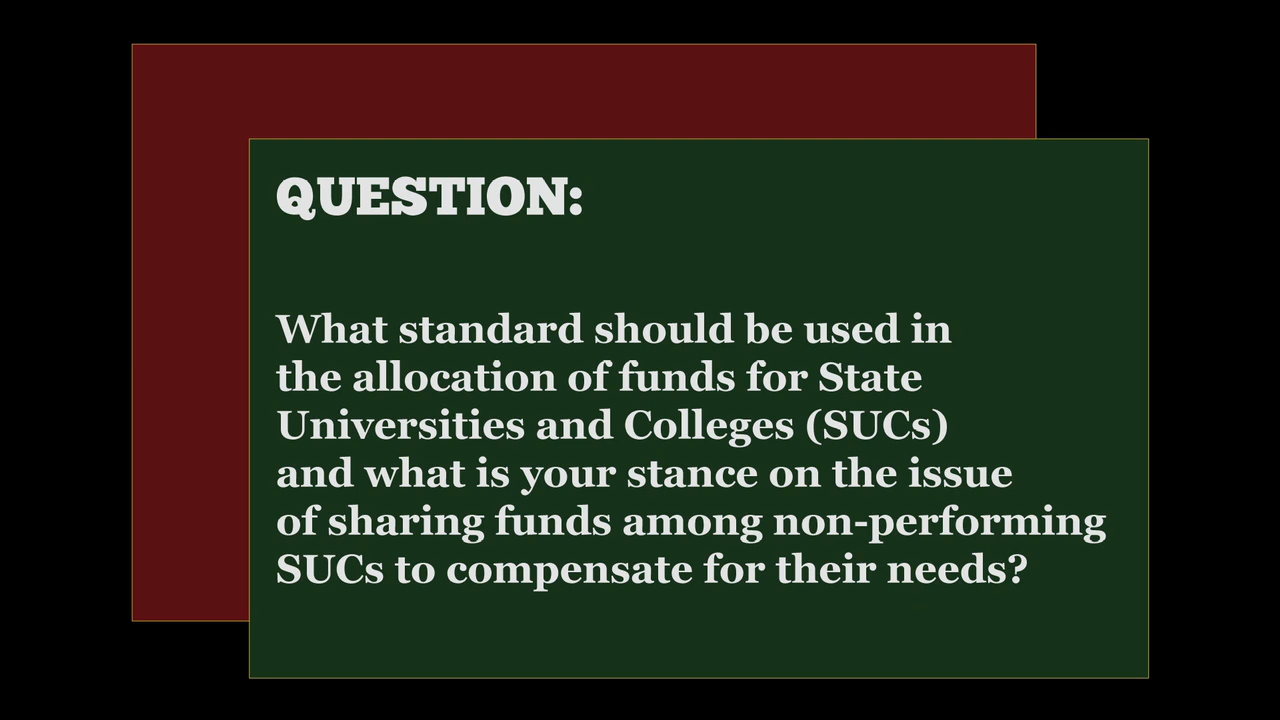 QUESTION:
What standard should be used in
the allocation of funds for State
Universities and Colleges (SUCs)
and what is your stance on the issue
of sharing funds among non-performing
SUCs to compensate for their needs?